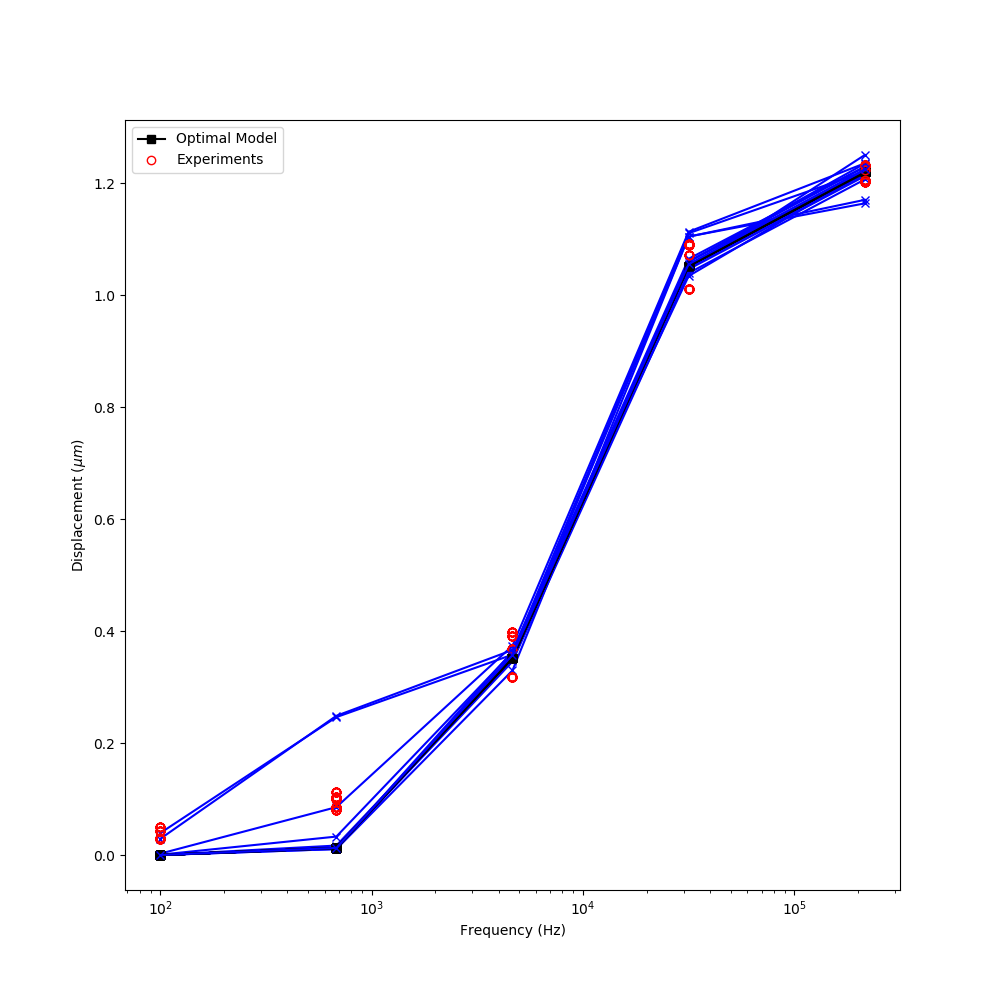 Optimal Model
Experiments
1.2
1.0
0.8
0.6
0.4
0.2
0.0
Displacement (μm)
10² 10³ 10⁴ 10⁵
Frequency (Hz)